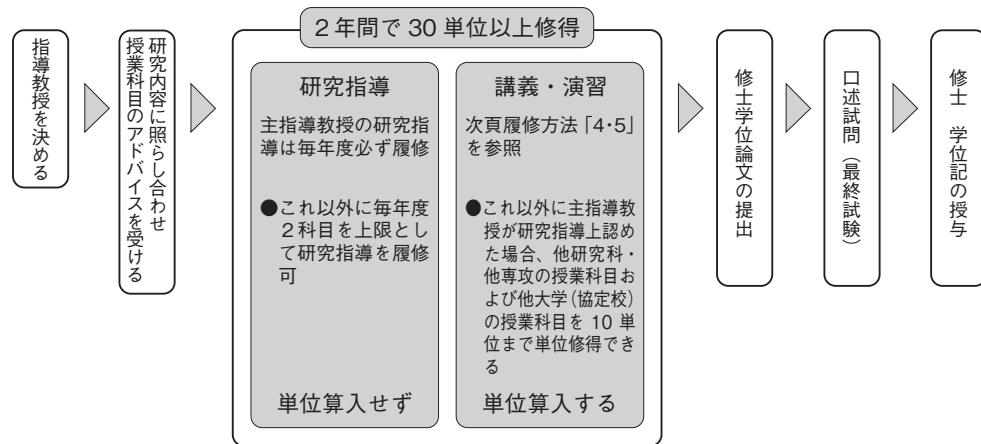 指導教授を決める
研究内容に照らし合わせ
授業科目のアドバイスを受ける
2年間で 30 単位以上修得
研究指導
主指導教授の研究指
導は毎年度必ず履修
●これ以外に毎年度
2科目を上限とし
て研究指導を履修
可
単位算入せず
講義・演習
次頁履修方法「4・5」
を参照
●これ以外に主指導教
授が研究指導上認め
た場合、他研究科・
他専攻の授業科目お
よび他大学(協定校)
の授業科目を 10 単
位まで単位修得でき
る
単位算入する
修士学位論文の提出
口述試問（最終試験）
修士　学位記の授与